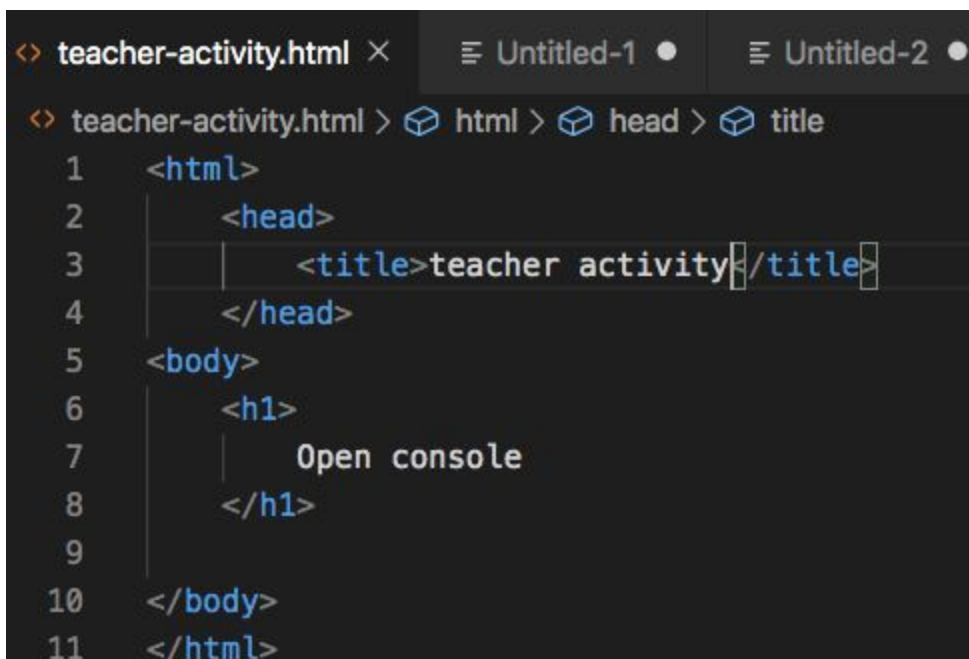 teacher-activity.html × Untitled-1 ● Untitled-2 ●
teacher-activity.html > html > head > title
1 <html>
2 <head>
3 <title>teacher activity</title>
4 </head>
5 <body>
6 <h1>
7 Open console
8 </h1>
9
10 </body>
11 </html>